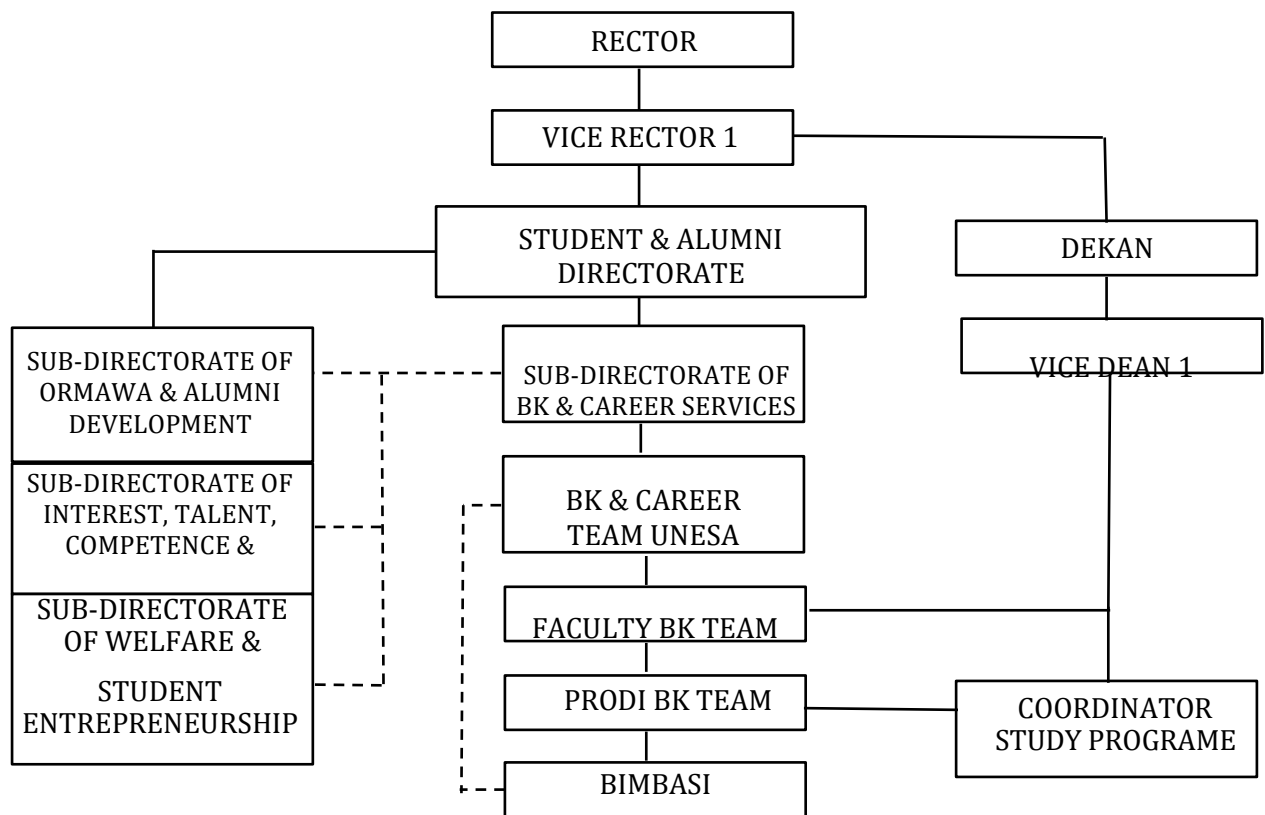 RECTOR
VICE RECTOR 1
STUDENT & ALUMNI
DIRECTORATE
DEKAN
VICE DEAN 1
SUB-DIRECTORATE OF
ORMAWA & ALUMNI
DEVELOPMENT
SUB-DIRECTORATE OF
BK & CAREER SERVICES
SUB-DIRECTORATE OF
INTEREST, TALENT,
COMPETENCE &
BK & CAREER
TEAM UNESA
SUB-DIRECTORATE
OF WELFARE &
STUDENT
ENTREPRENEURSHIP
FACULTY BK TEAM
PRODI BK TEAM
COORDINATOR
STUDY PROGRAME
BIMBASI